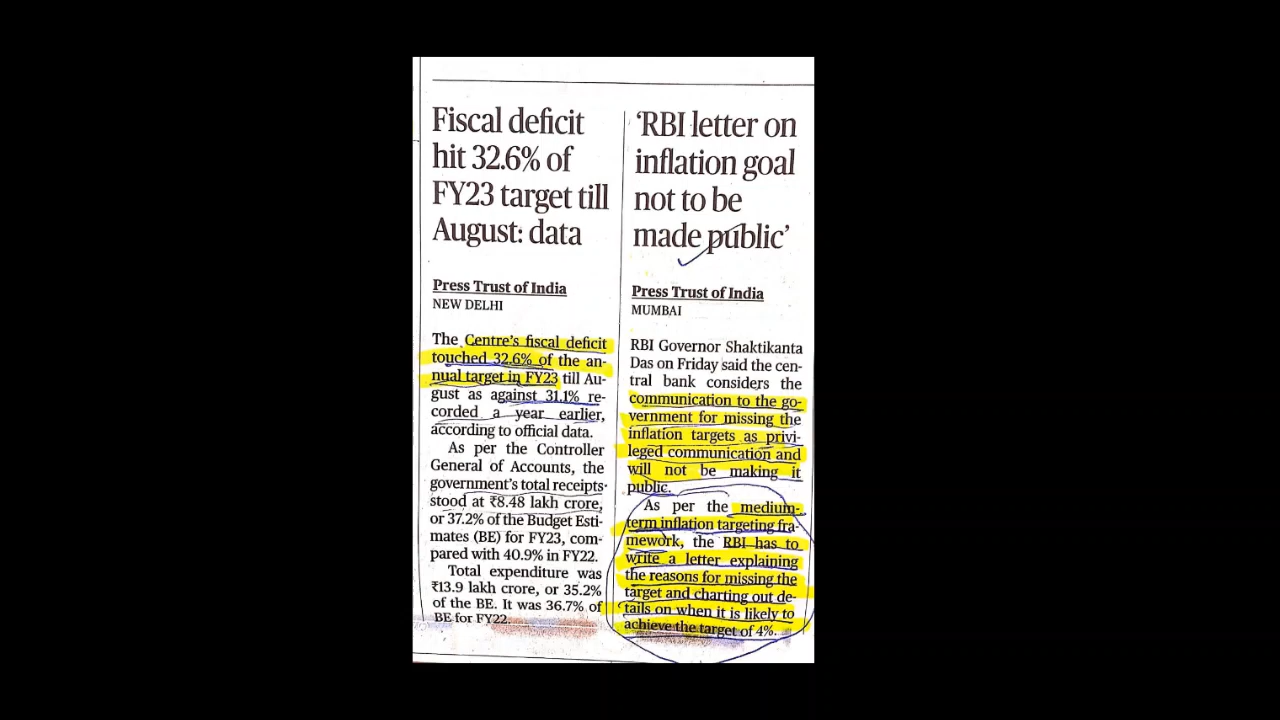 Fiscal deficit
hit 32.6% of
FY23 target till
August: data
Press Trust of India
NEW DELHI
The Centre's fiscal deficit
touched 32.6% of the an-
nual target in FY23 till Au-
gust as against 31.1% re-
corded a year earlier,
according to official data.
As per the Controller
General of Accounts, the
government's total receipts
stood at ₹8.48 lakh crore,
or 37.2% of the Budget Esti-
mates (BE) for FY23, com-
pared with 40.9% in FY22.
Total expenditure was
₹13.9 lakh crore, or 35.2%
of the BE. It was 36.7% of
BE for FY22.
‘RBI letter on
inflation goal
not to be
made public’
Press Trust of India
MUMBAI
RBI Governor Shaktikanta
Das on Friday said the cen-
tral bank considers the
communication to the go-
vernment for missing the
inflation targets as privi-
leged communication and
will not be making it
public.
As per the medium-
term inflation targeting fra-
mework, the RBI has to
write a letter explaining
the reasons for missing the
target and charting out de-
tails on when it is likely to
achieve the target of 4%.